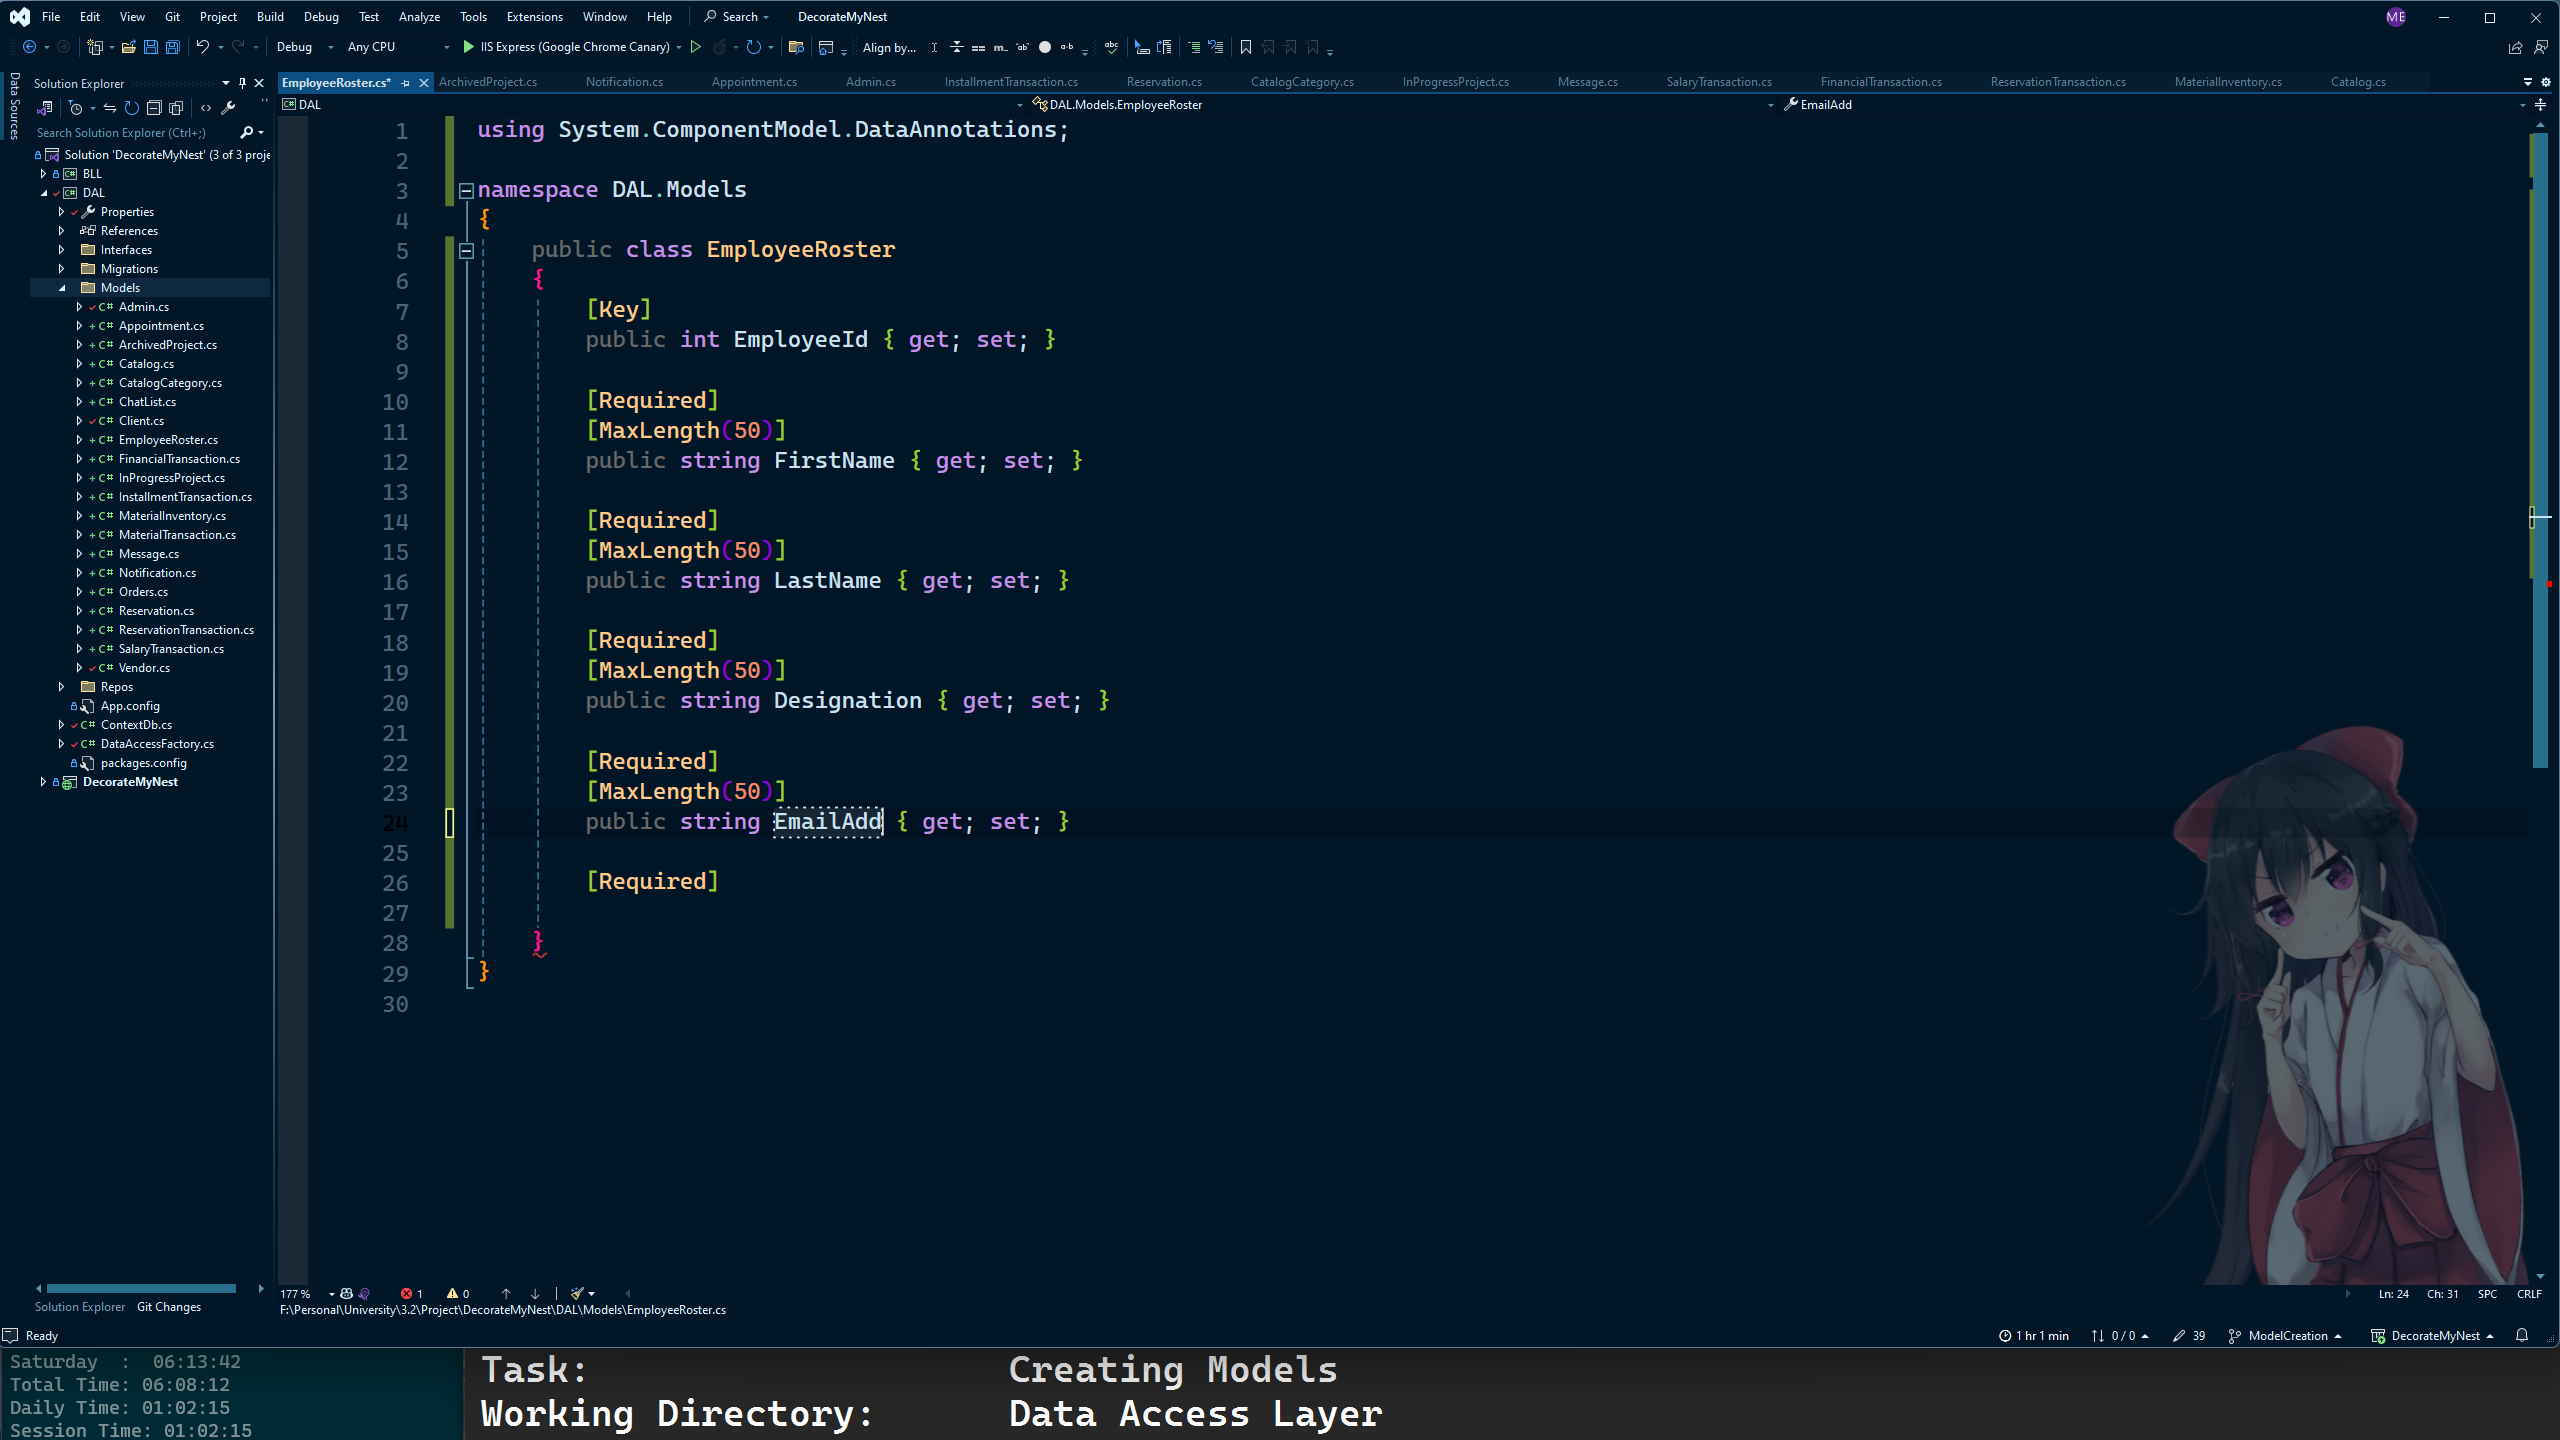 File Edit View Git Project Build Debug Test Analyze Tools Extensions Window Help Search DecorateMyNest ME
Debug Any CPU IIS Express (Google Chrome Canary) Align by...
Data Sources
Solution Explorer
Search Solution Explorer (Ctrl+;)
Solution 'DecorateMyNest' (3 of 3 proje
C# BLL
C# DAL
Properties
References
Interfaces
Migrations
Models
C# Admin.cs
C# Appointment.cs
C# ArchivedProject.cs
C# Catalog.cs
C# CatalogCategory.cs
C# ChatList.cs
C# Client.cs
C# EmployeeRoster.cs
C# FinancialTransaction.cs
C# InProgressProject.cs
C# InstallmentTransaction.cs
C# MaterialInventory.cs
C# MaterialTransaction.cs
C# Message.cs
C# Notification.cs
C# Orders.cs
C# Reservation.cs
C# ReservationTransaction.cs
C# SalaryTransaction.cs
C# Vendor.cs
Repos
App.config
C# ContextDb.cs
C# DataAccessFactory.cs
packages.config
DecorateMyNest
Solution Explorer Git Changes
EmployeeRoster.cs* ArchivedProject.cs Notification.cs Appointment.cs Admin.cs InstallmentTransaction.cs Reservation.cs CatalogCategory.cs InProgressProject.cs Message.cs SalaryTransaction.cs FinancialTransaction.cs ReservationTransaction.cs MaterialInventory.cs Catalog.cs
C# DAL DAL.Models.EmployeeRoster EmailAdd
1 using System.ComponentModel.DataAnnotations;
2
3 namespace DAL.Models
4 {
5 public class EmployeeRoster
6 {
7 [Key]
8 public int EmployeeId { get; set; }
9
10 [Required]
11 [MaxLength(50)]
12 public string FirstName { get; set; }
13
14 [Required]
15 [MaxLength(50)]
16 public string LastName { get; set; }
17
18 [Required]
19 [MaxLength(50)]
20 public string Designation { get; set; }
21
22 [Required]
23 [MaxLength(50)]
24 public string EmailAdd { get; set; }
25
26 [Required]
27
28 }
29 }
30
177 % 1 0 Ln: 24 Ch: 31 SPC CRLF
F:\Personal\University\3.2\Project\DecorateMyNest\DAL\Models\EmployeeRoster.cs
Ready 1 hr 1 min 0 / 0 39 ModelCreation DecorateMyNest
Saturday : 06:13:42
Total Time: 06:08:12
Daily Time: 01:02:15
Session Time: 01:02:15
Task: Creating Models
Working Directory: Data Access Layer